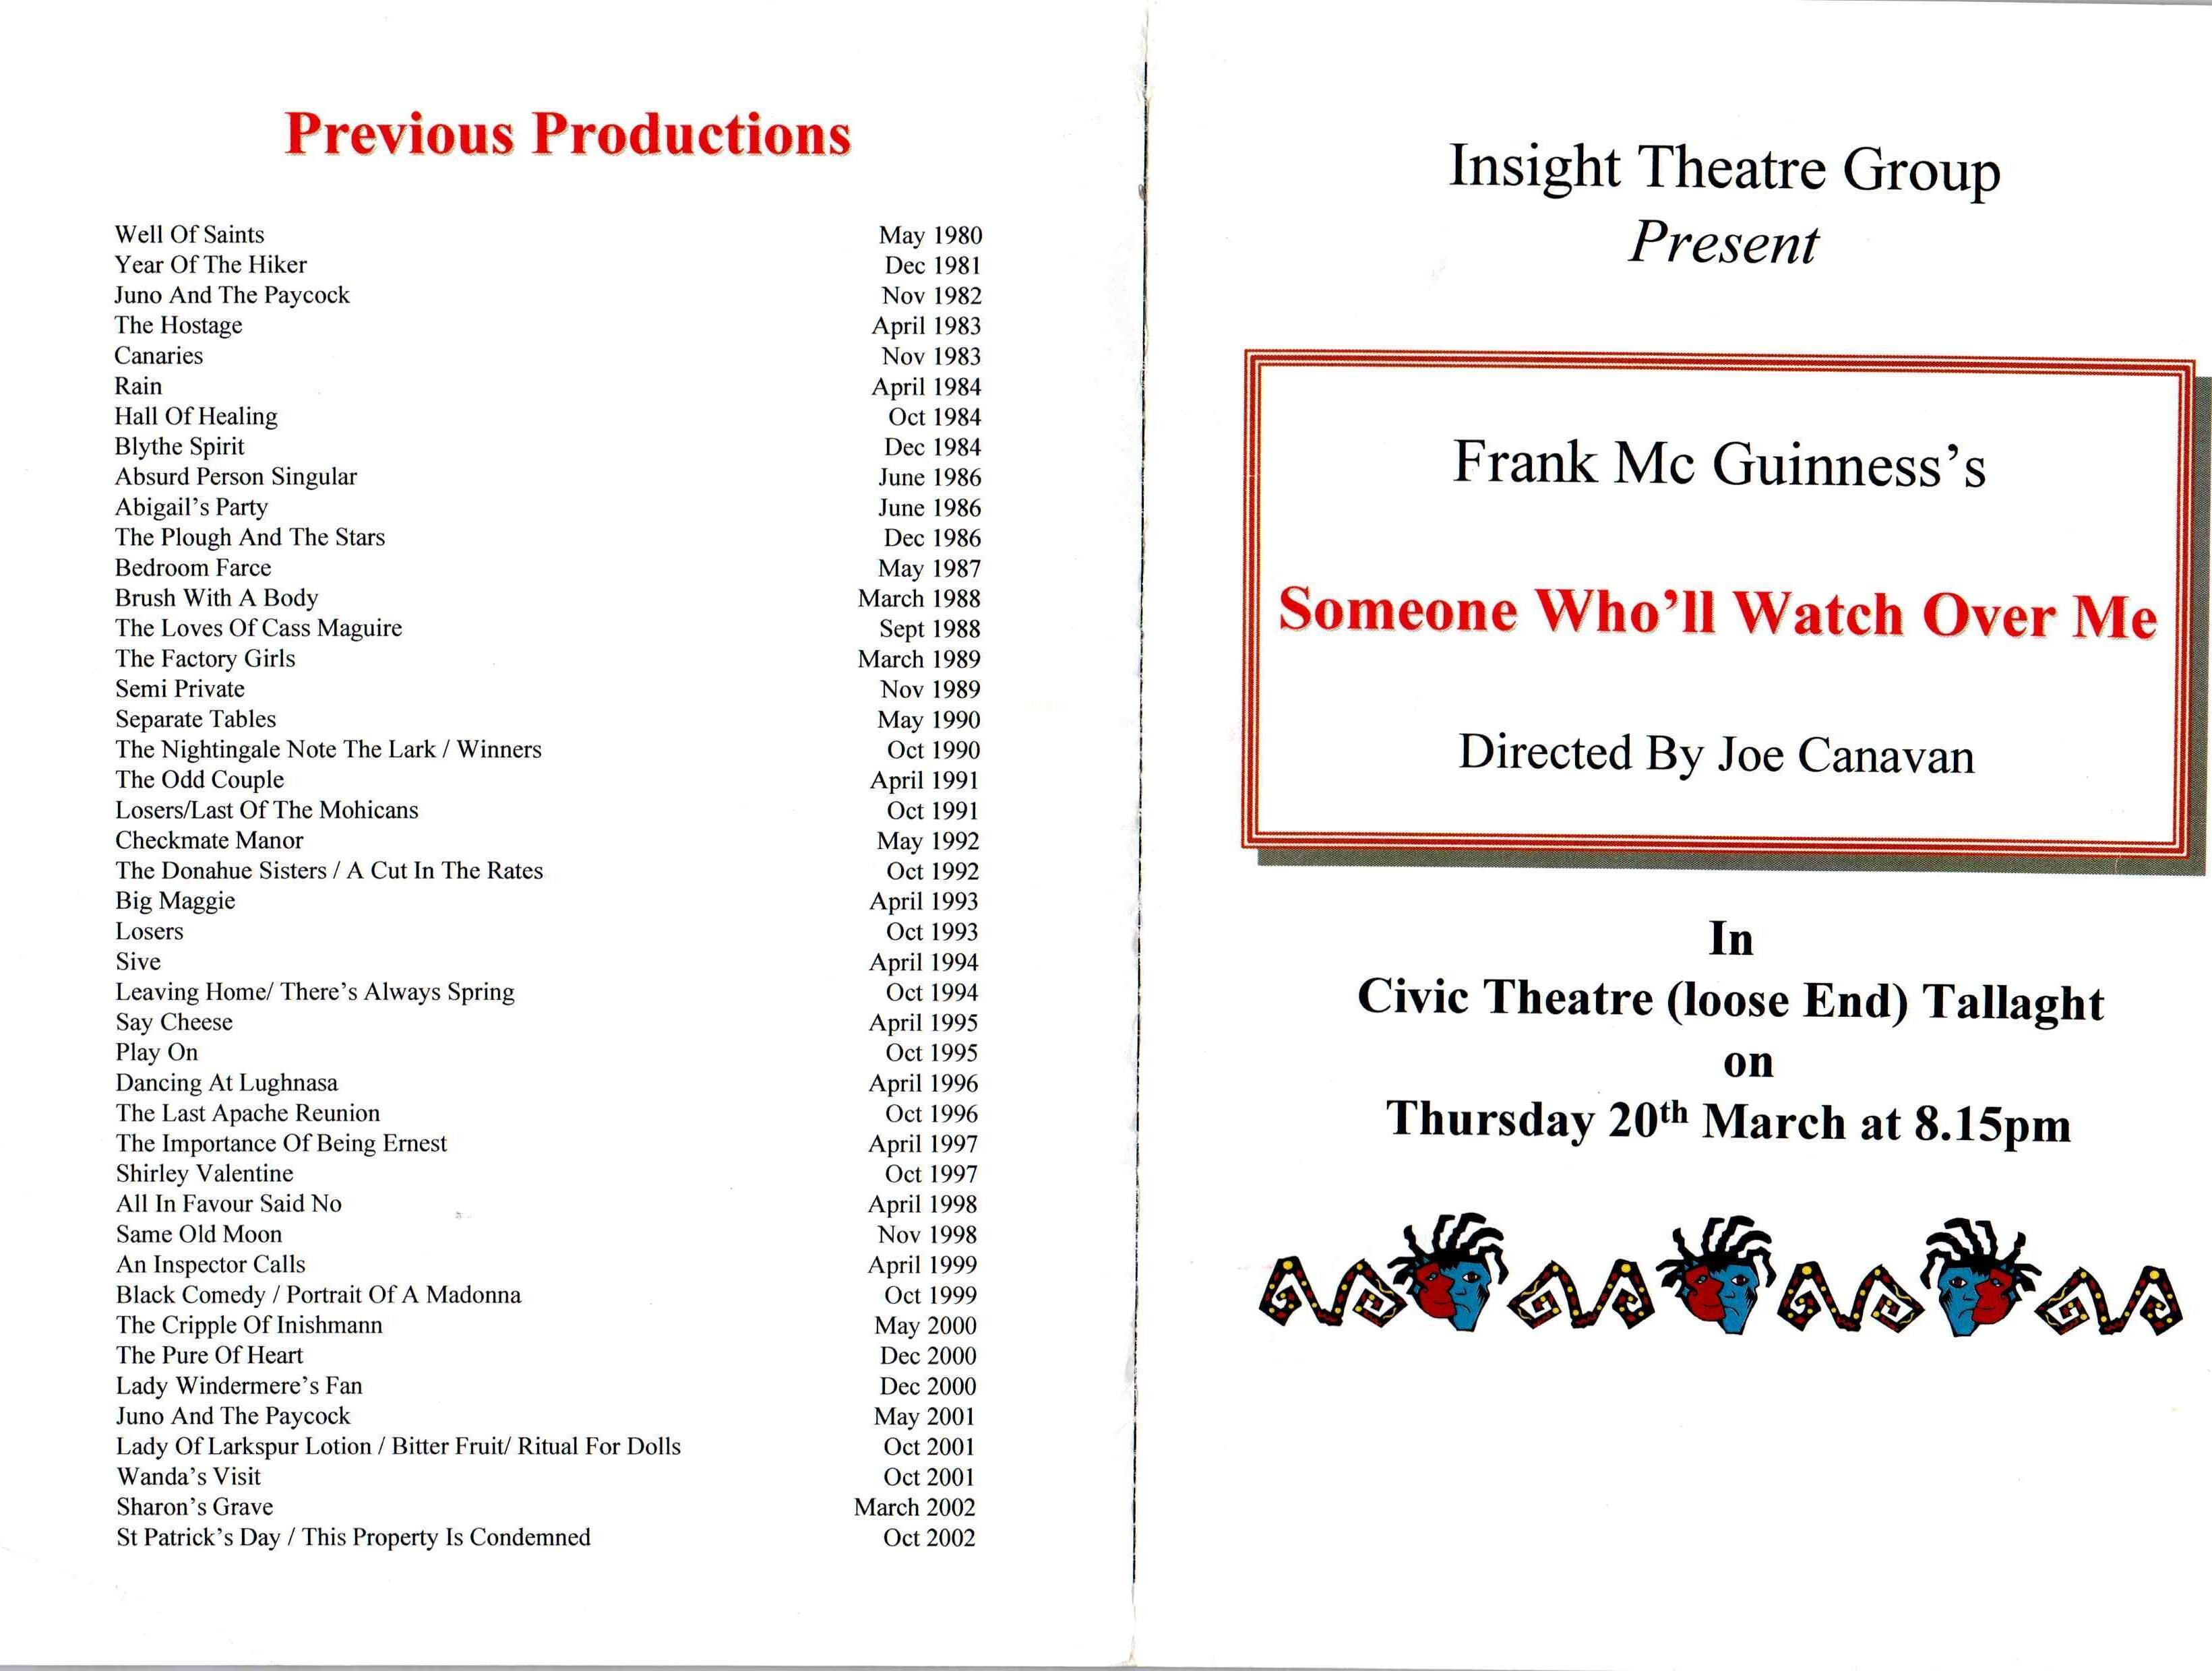 Previous Productions
Well Of Saints May 1980
Year Of The Hiker Dec 1981
Juno And The Paycock Nov 1982
The Hostage April 1983
Canaries Nov 1983
Rain April 1984
Hall Of Healing Oct 1984
Blythe Spirit Dec 1984
Absurd Person Singular June 1986
Abigail's Party June 1986
The Plough And The Stars Dec 1986
Bedroom Farce May 1987
Brush With A Body March 1988
The Loves Of Cass Maguire Sept 1988
The Factory Girls March 1989
Semi Private Nov 1989
Separate Tables May 1990
The Nightingale Note The Lark / Winners Oct 1990
The Odd Couple April 1991
Losers/Last Of The Mohicans Oct 1991
Checkmate Manor May 1992
The Donahue Sisters / A Cut In The Rates Oct 1992
Big Maggie April 1993
Losers Oct 1993
Sive April 1994
Leaving Home/ There's Always Spring Oct 1994
Say Cheese April 1995
Play On Oct 1995
Dancing At Lughnasa April 1996
The Last Apache Reunion Oct 1996
The Importance Of Being Ernest April 1997
Shirley Valentine Oct 1997
All In Favour Said No April 1998
Same Old Moon Nov 1998
An Inspector Calls April 1999
Black Comedy / Portrait Of A Madonna Oct 1999
The Cripple Of Inishmann May 2000
The Pure Of Heart Dec 2000
Lady Windermere's Fan Dec 2000
Juno And The Paycock May 2001
Lady Of Larkspur Lotion / Bitter Fruit/ Ritual For Dolls Oct 2001
Wanda's Visit Oct 2001
Sharon's Grave March 2002
St Patrick's Day / This Property Is Condemned Oct 2002
Insight Theatre Group
Present
Frank Mc Guinness's
Someone Who'll Watch Over Me
Directed By Joe Canavan
In
Civic Theatre (loose End) Tallaght
on
Thursday 20th March at 8.15pm